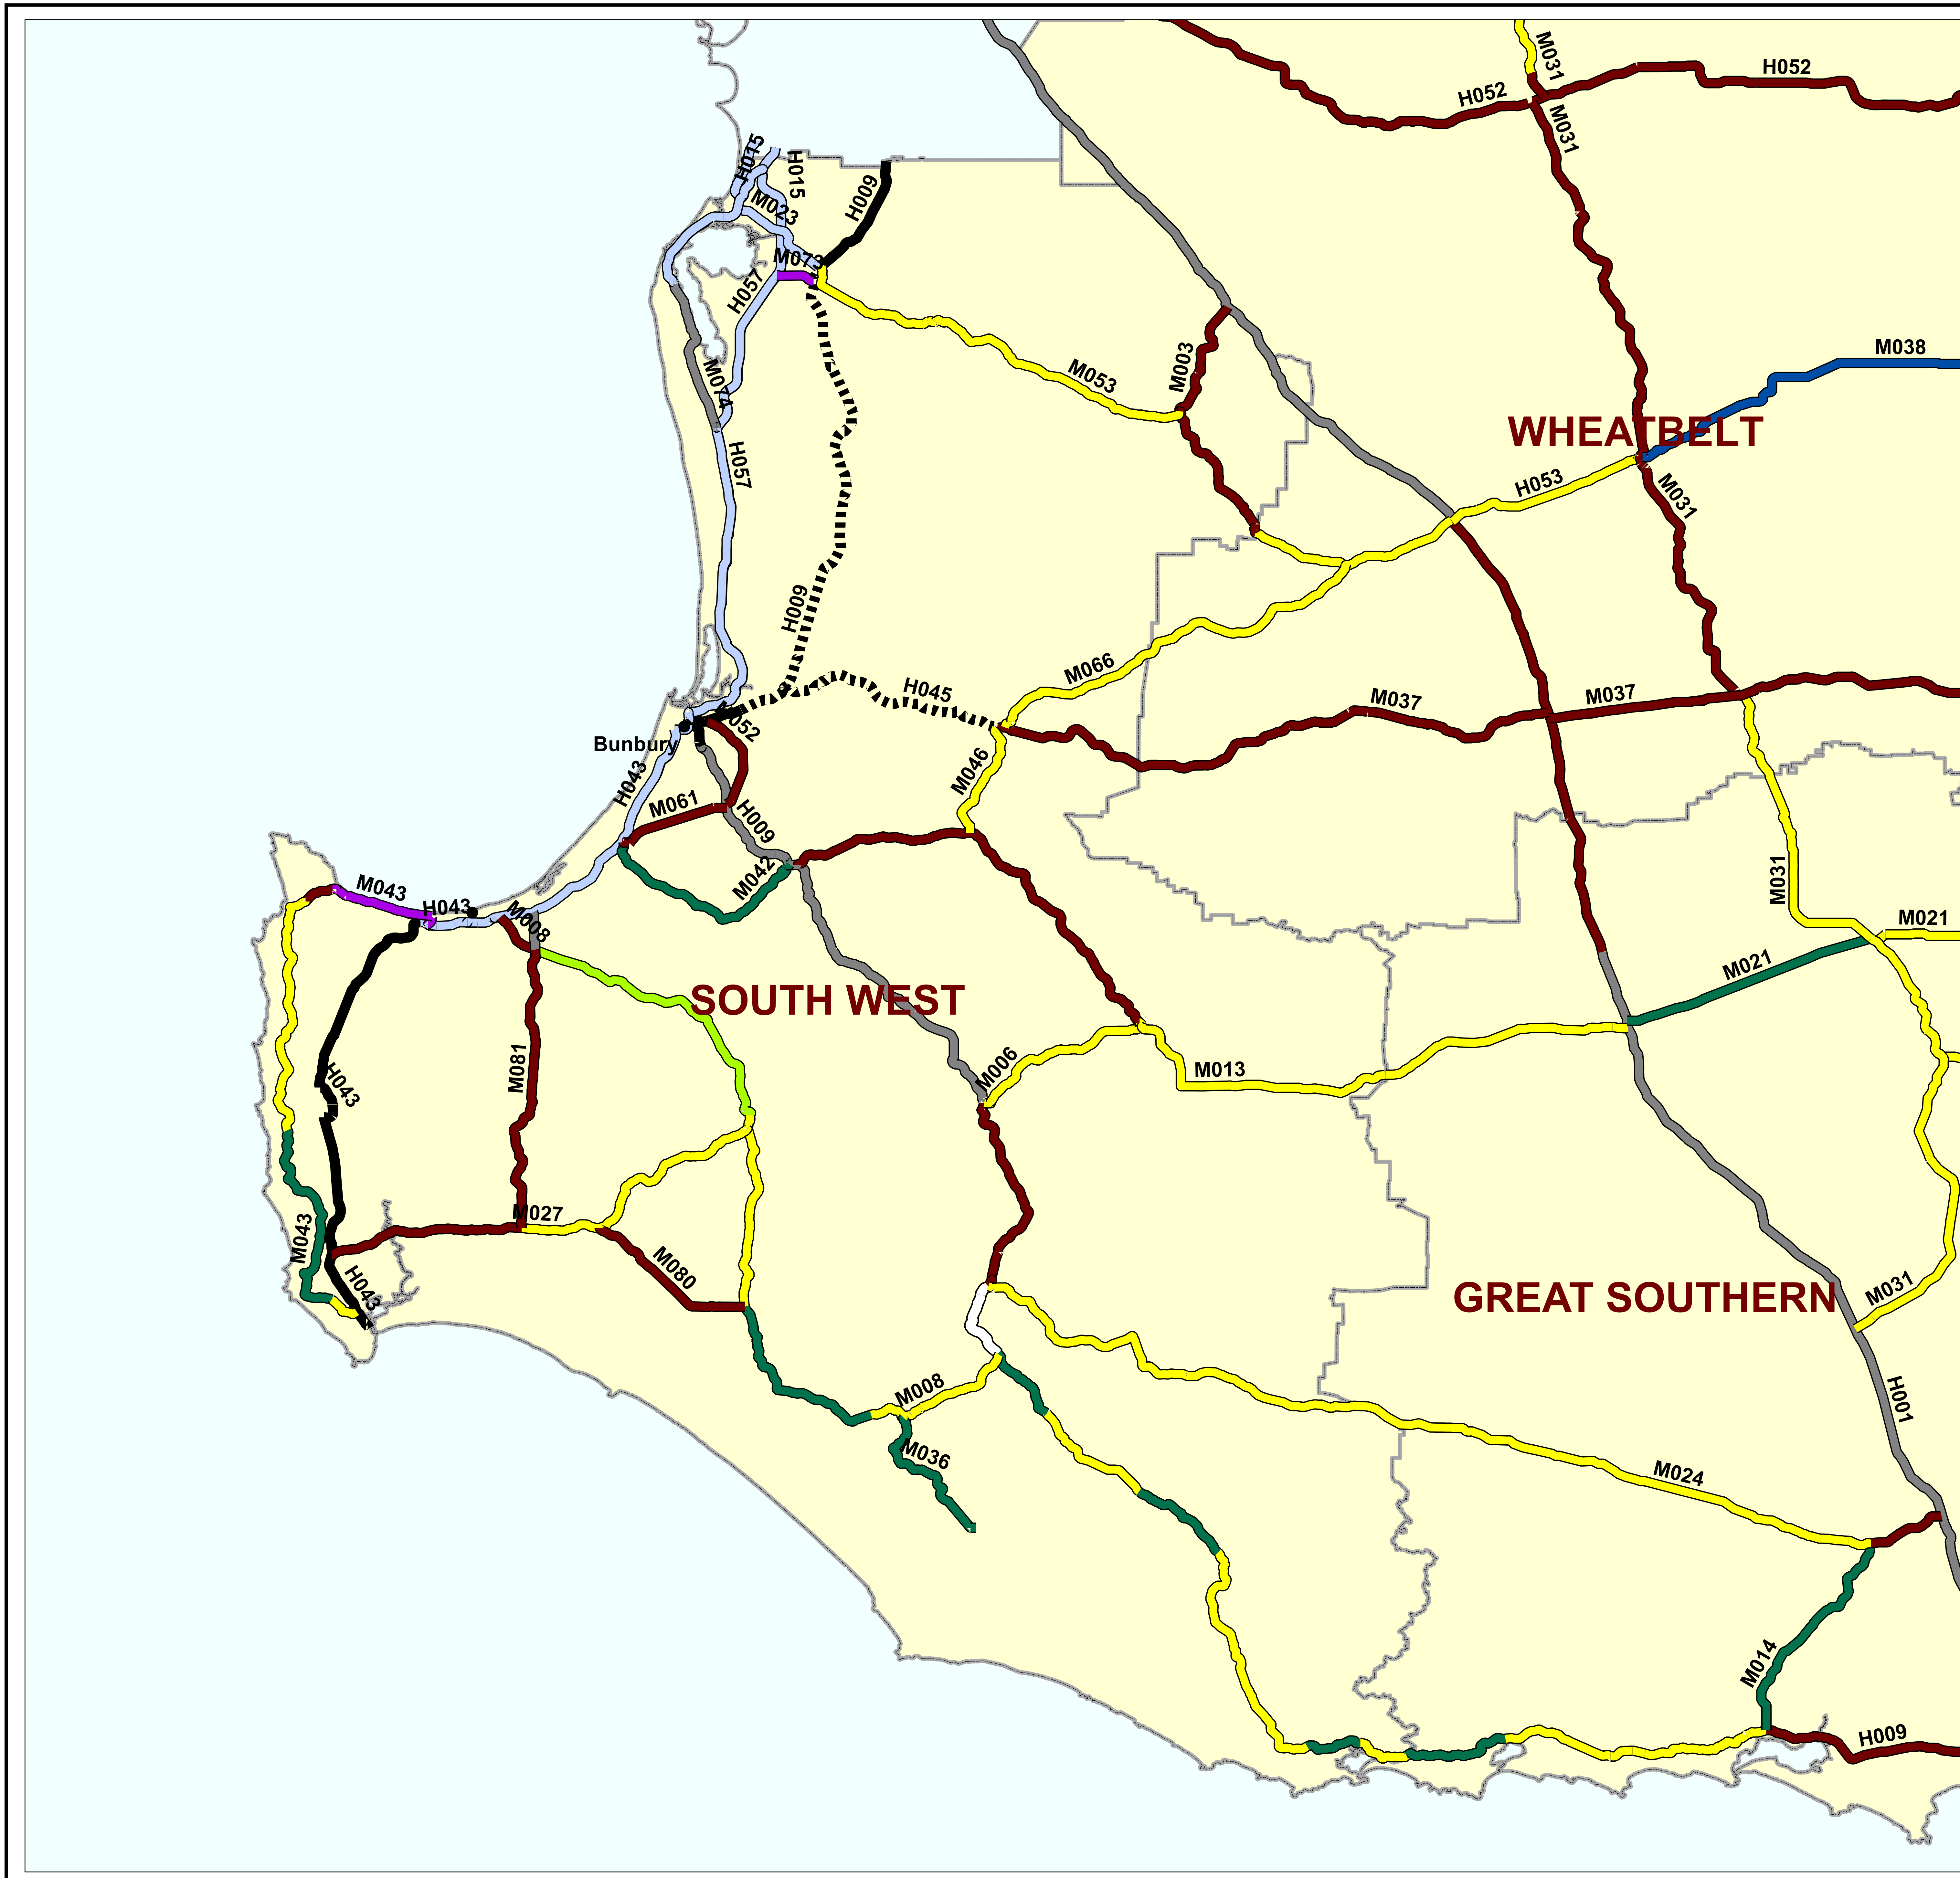 M031
H052
H052
M031
H015
H015
H009
M023
M073
H057
M003
M038
M053
M074
WHEATBELT
H057
H053
M031
H009
M066
H045
M037
M037
M052
Bunbury
M046
H043
M061
H009
M042
M031
M043
H043
M008
M021
M021
SOUTH WEST
M081
H043
M006
M013
M027
M043
M080
H043
GREAT SOUTHERN
M031
M008
H001
M036
M024
M014
H009